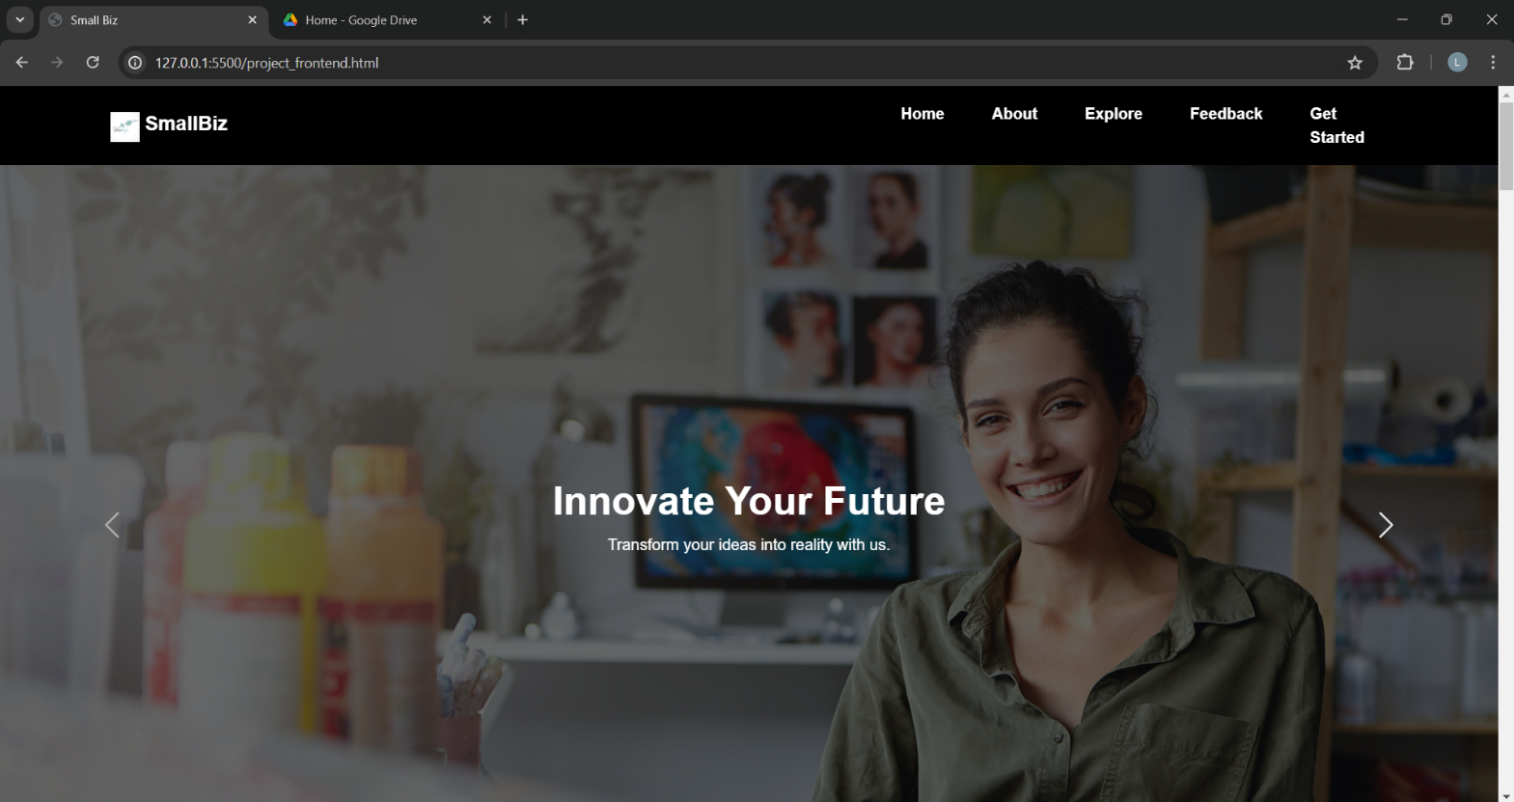 Small Biz
Home - Google Drive
127.0.0.1:5500/project_frontend.html
L
SmallBiz
Home
About
Explore
Feedback
Get
Started
Innovate Your Future
Transform your ideas into reality with us.